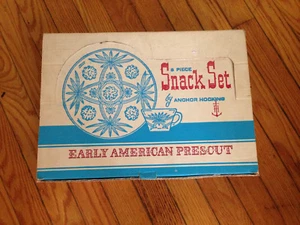 8 PIECE
Snack Set
by ANCHOR HOCKING
EARLY AMERICAN PRESCUT